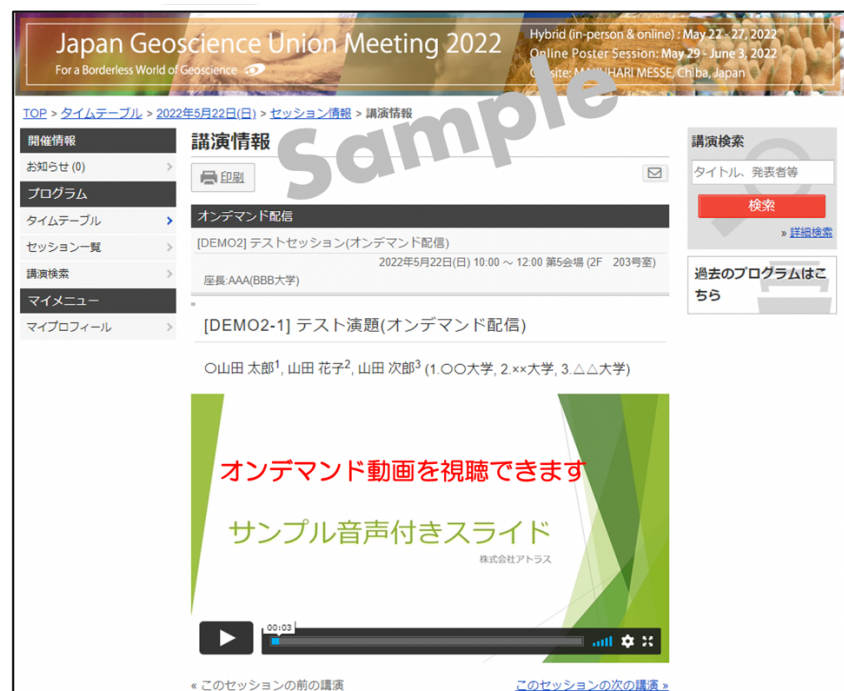 Japan Geoscience Union Meeting 2022
For a Borderless World of Geoscience
Hybrid (in-person & online) : May 22 - 27, 2022
Online Poster Session: May 29 - June 3, 2022
Onsite: MAKUHARI MESSE, Chiba, Japan
Sample
TOP > タイムテーブル > 2022年5月22日(日) > セッション情報 > 講演情報
開催情報
お知らせ (0)
プログラム
タイムテーブル
セッション一覧
講演検索
マイメニュー
マイプロフィール
講演情報
印刷
オンデマンド配信
[DEMO2] テストセッション(オンデマンド配信)
2022年5月22日(日) 10:00 ～ 12:00 第5会場 (2F 203号室)
座長:AAA(BBB大学)
[DEMO2-1] テスト演題(オンデマンド配信)
〇山田 太郎1, 山田 花子2, 山田 次郎3 (1.〇〇大学, 2.××大学, 3.△△大学)
オンデマンド動画を視聴できます
サンプル音声付きスライド
株式会社アトラス
00:03
« このセッションの前の講演
このセッションの次の講演 »
講演検索
タイトル、発表者等
検索
» 詳細検索
過去のプログラムはこ
ちら